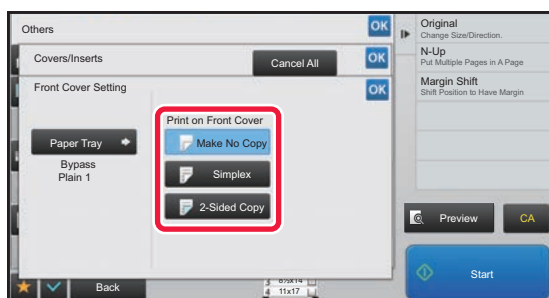 Others
OK
Covers/Inserts
Cancel All
OK
Front Cover Setting
OK
Print on Front Cover
Paper Tray
Make No Copy
Bypass
Plain 1
Simplex
2-Sided Copy
Back
4 11x17
Original
Change Size/Direction.
N-Up
Put Multiple Pages in A Page
Margin Shift
Shift Position to Have Margin
Preview
CA
Start